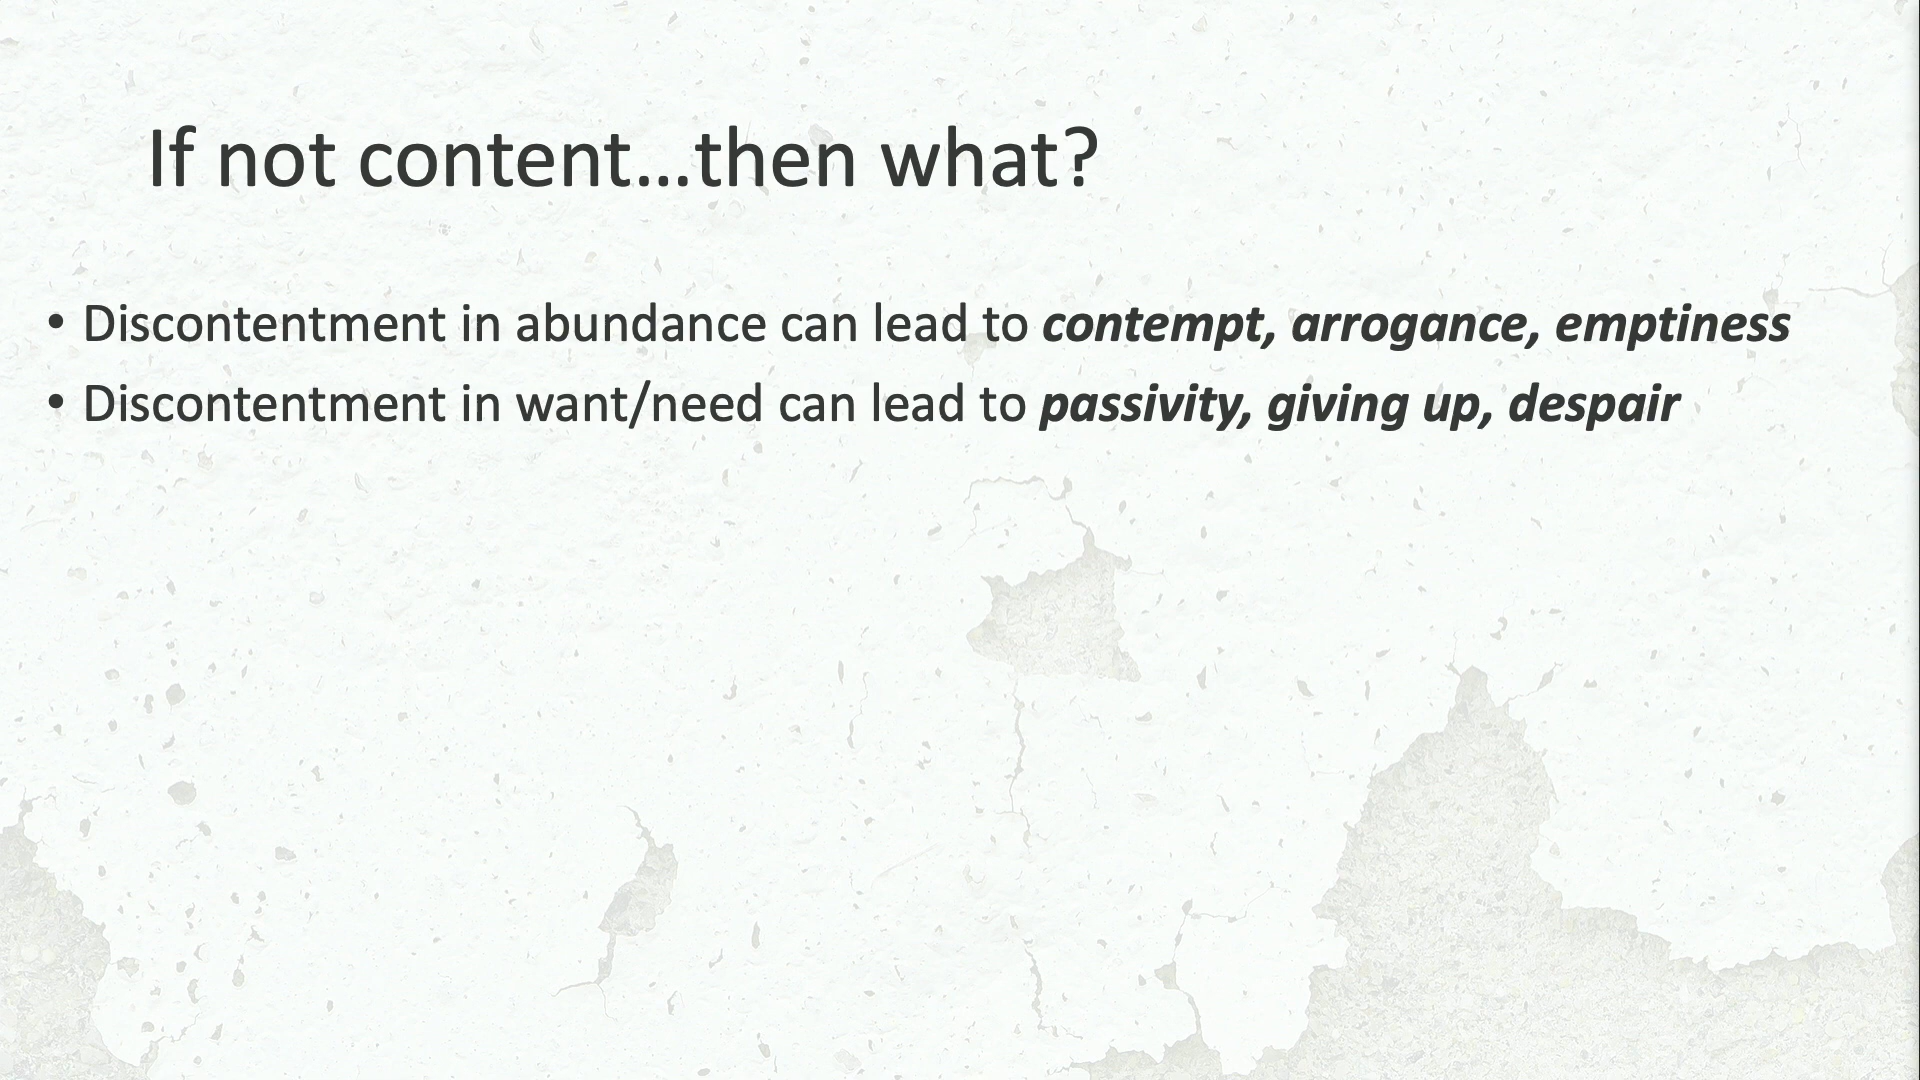 If not content...then what?
• Discontentment in abundance can lead to contempt, arrogance, emptiness
• Discontentment in want/need can lead to passivity, giving up, despair